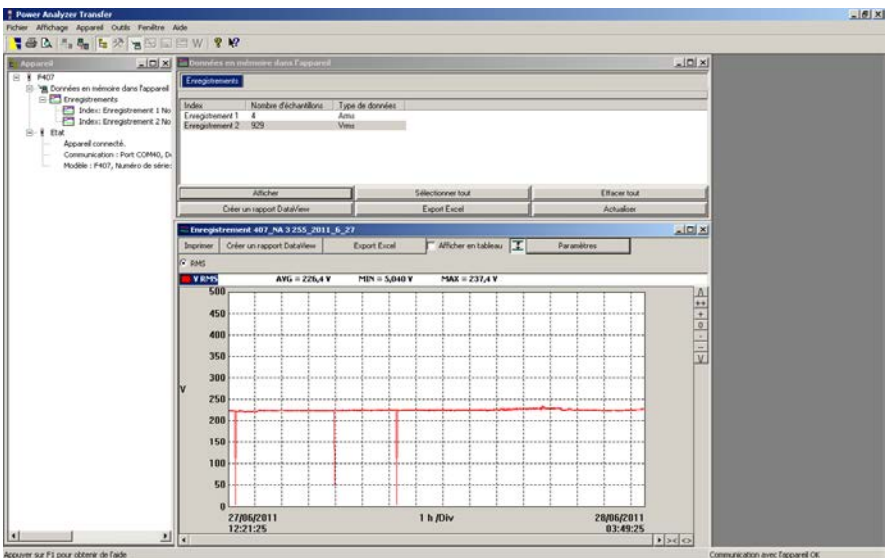 Power Analyzer Transfer
Fichier Affichage Appareil Outils Fenêtre Aide
Appareil
F407
Données en mémoire dans l'appareil
Enregistrements
Index: Enregistrement 1 No
Index: Enregistrement 2 No
Etat
Appareil connecté.
Communication : Port COM40, D
Modèle : F407, Numéro de série:
Données en mémoire dans l'appareil
Enregistrements
Index Nombre d'échantillons Type de données
Enregistrement 1 4 Arms
Enregistrement 2 929 Vrms
Afficher Sélectionner tout Effacer tout
Créer un rapport DataView Export Excel Actualiser
Enregistrement 407_NA 3 255_2011_6_27
Imprimer Créer un rapport DataView Export Excel Afficher en tableau Paramètres
RMS
V RMS AVG = 226,4 V MIN = 5,040 V MAX = 237,4 V
500
450
400
350
300
V
250
200
150
100
50
0
27/06/2011 1 h /Div 28/06/2011
12:21:25 03:49:25
Appuyer sur F1 pour obtenir de l'aide Communication avec l'appareil OK